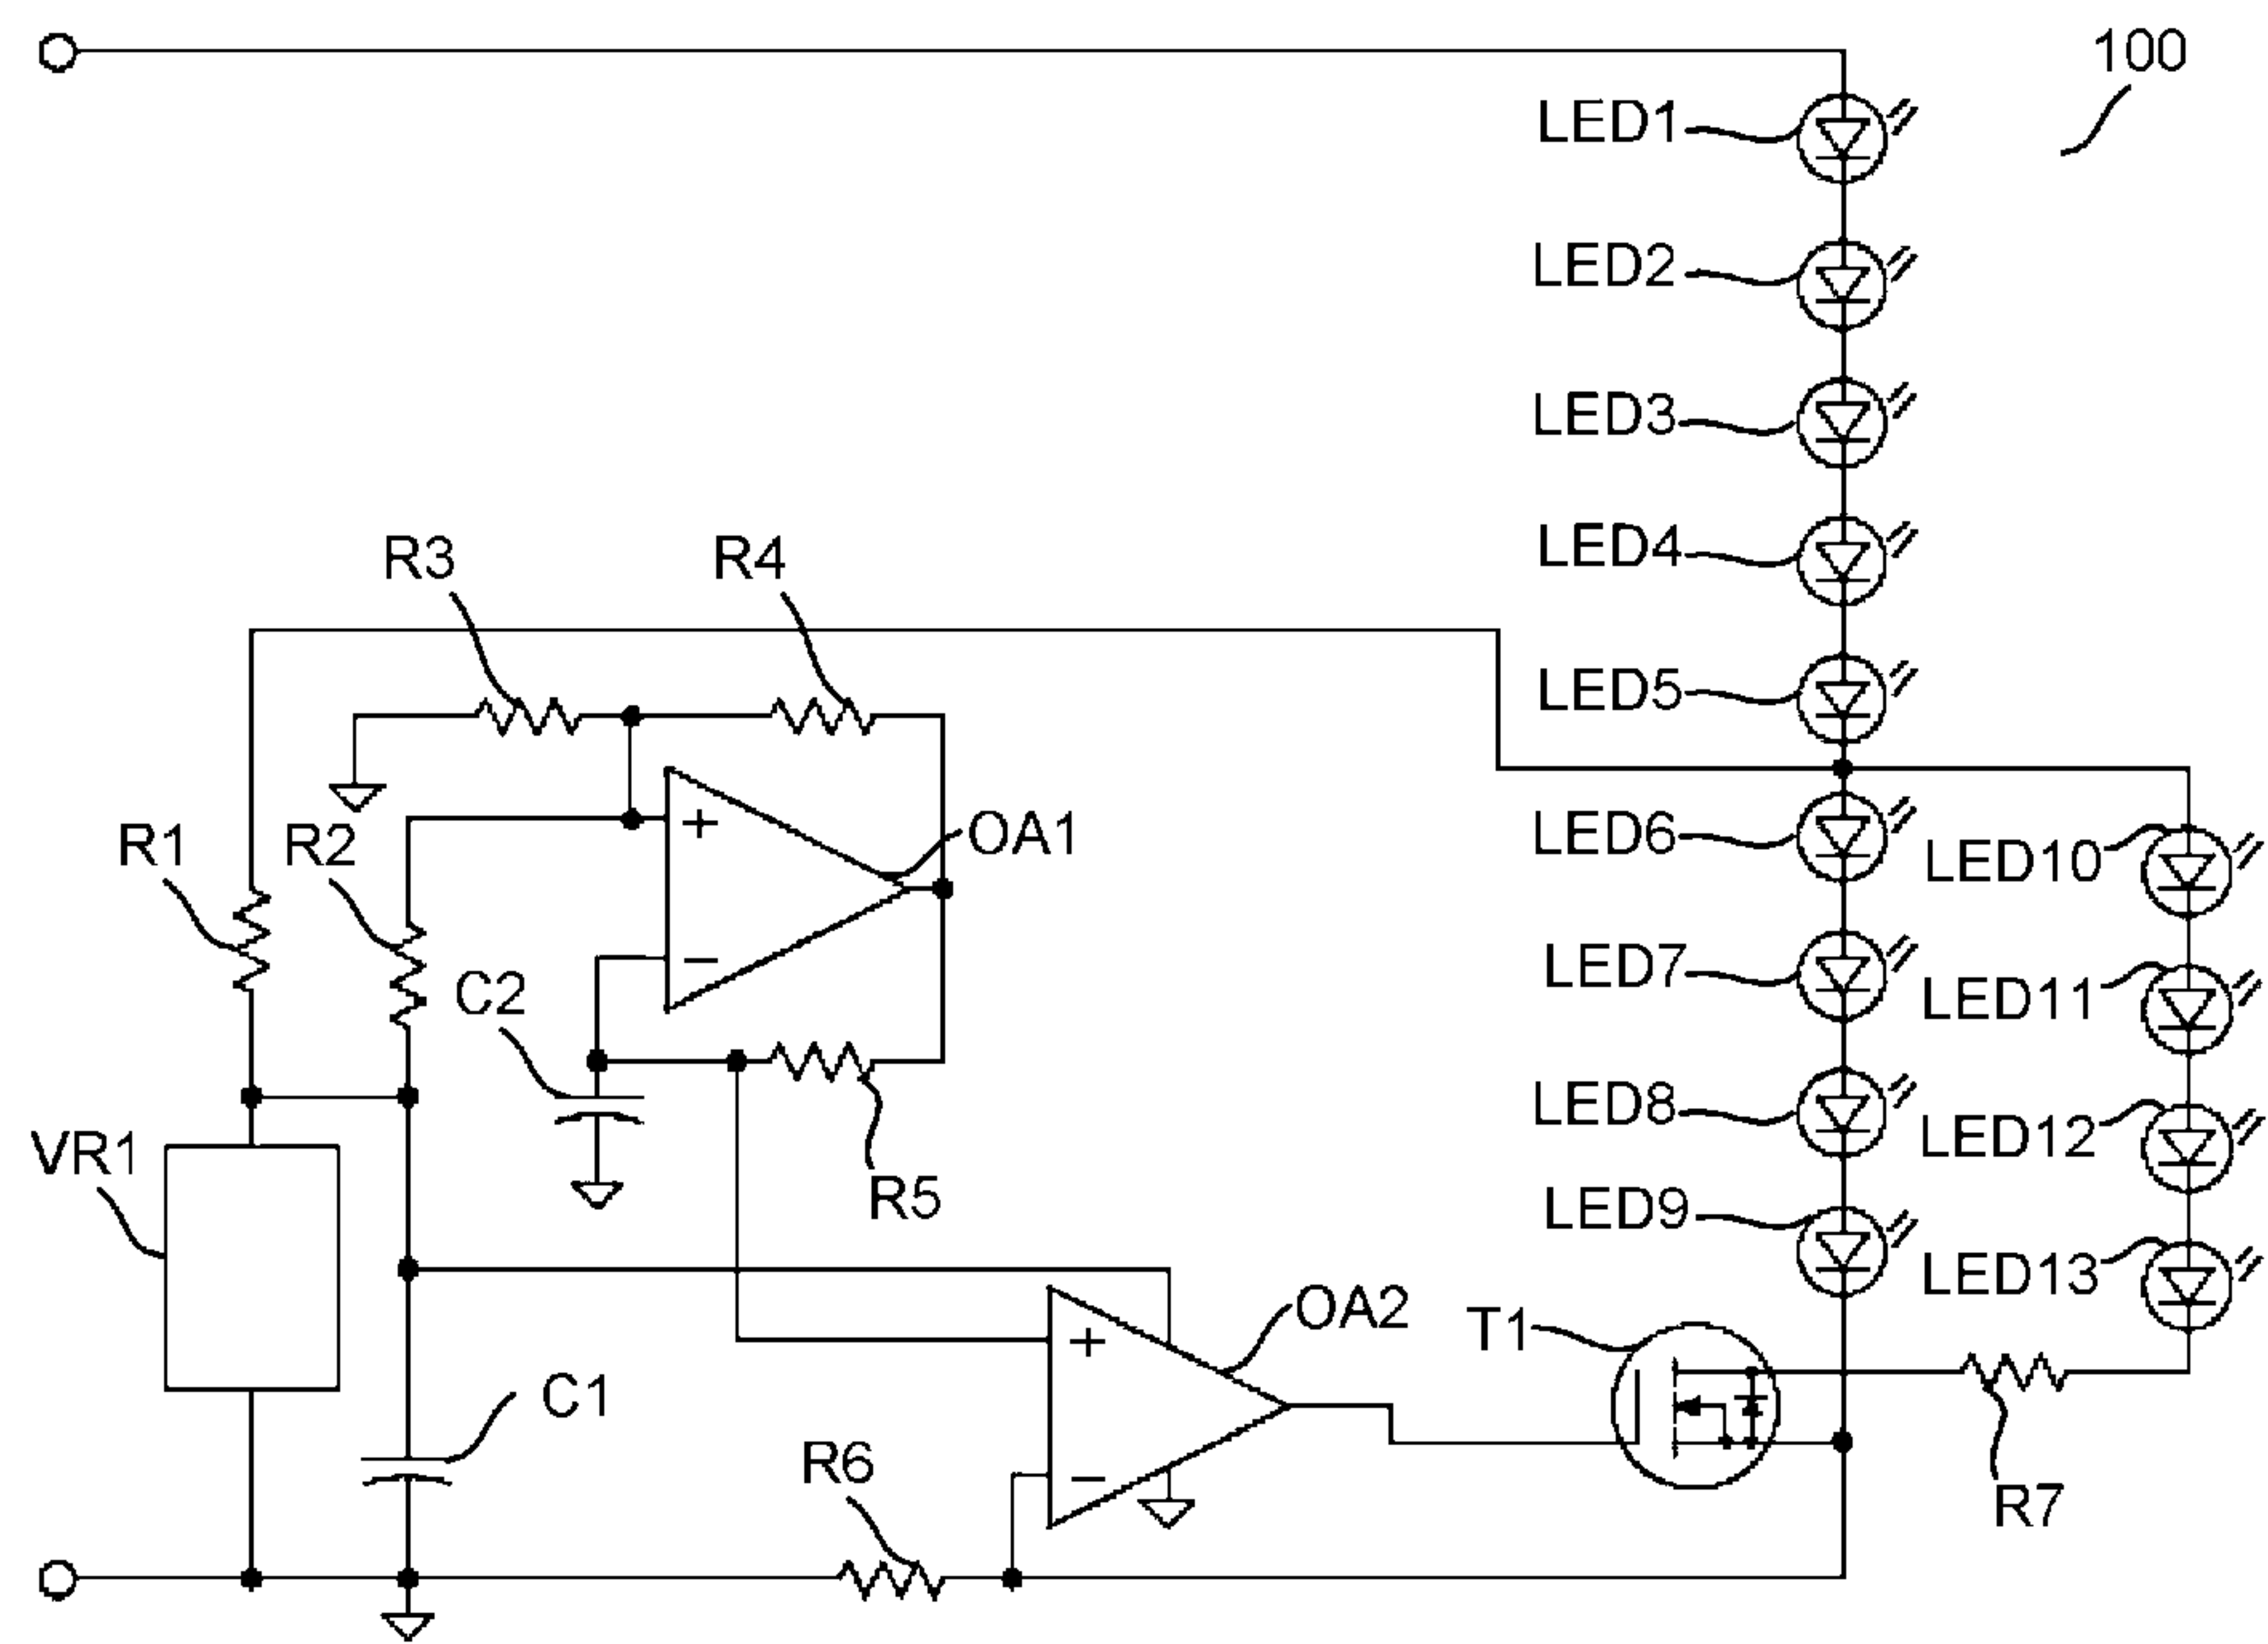 100
LED1
LED2
LED3
R3 R4
LED4
LED5
R1 R2
+
OA1
LED6
LED10
C2
−
LED7
LED11
VR1
LED8
LED12
R5
LED9
LED13
+
OA2
T1
C1
R6
−
R7